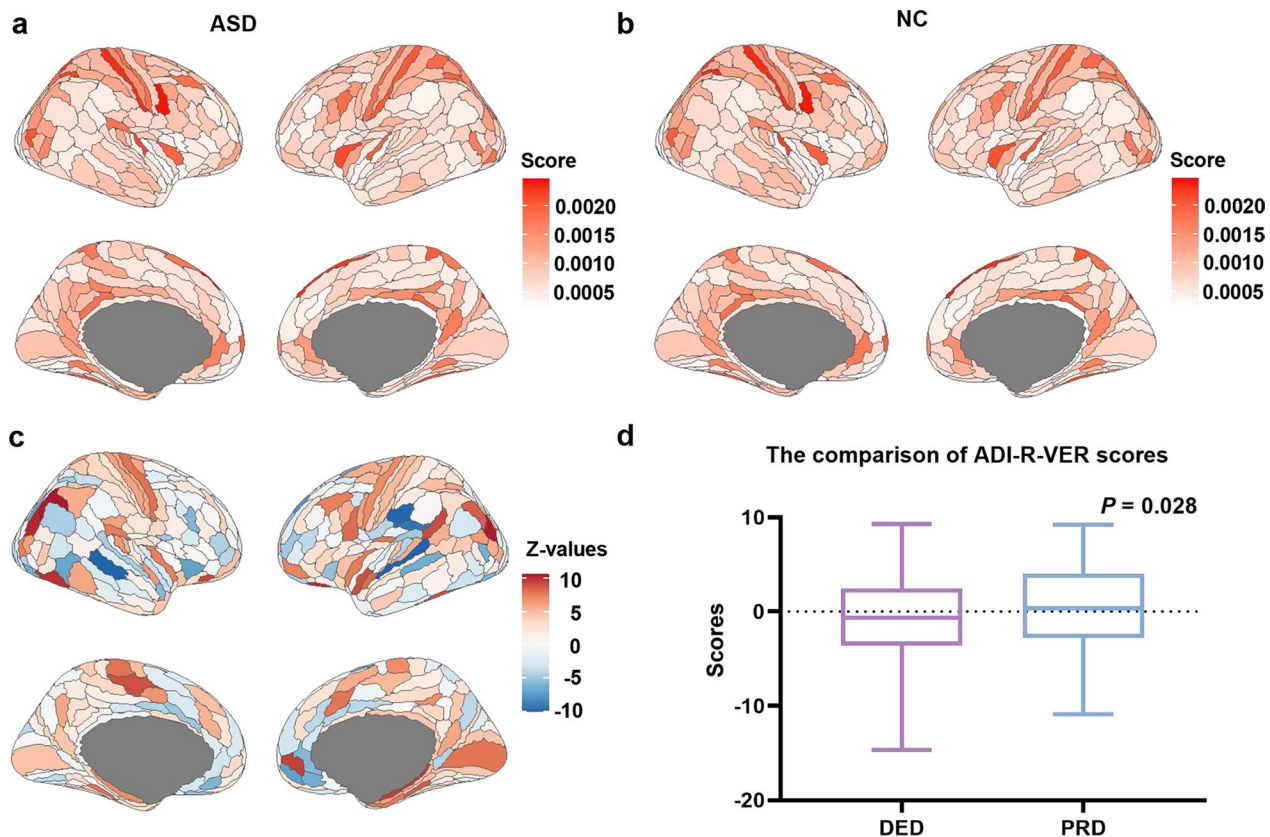 a
ASD
b
NC
Score
0.0020
0.0015
0.0010
0.0005
Score
0.0020
0.0015
0.0010
0.0005
c
Z-values
10
5
0
-5
-10
d
The comparison of ADI-R-VER scores
P = 0.028
Scores
10
0
-10
-20
DED
PRD